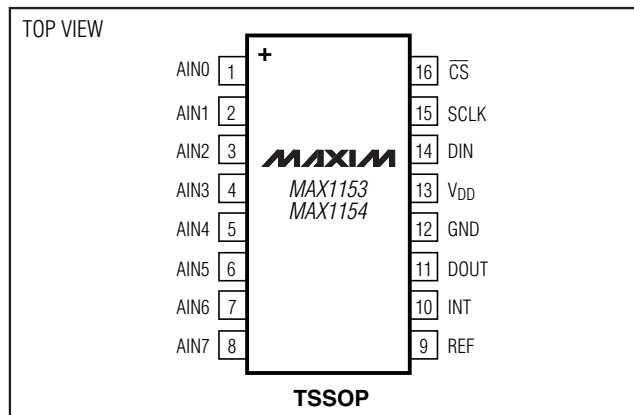 TOP VIEW
+
AIN0 1 16 C̅S̅
AIN1 2 15 SCLK
AIN2 3 MAXIM 14 DIN
AIN3 4 MAX1153 13 VDD
MAX1154
AIN4 5 12 GND
AIN5 6 11 DOUT
AIN6 7 10 INT
AIN7 8 9 REF
TSSOP